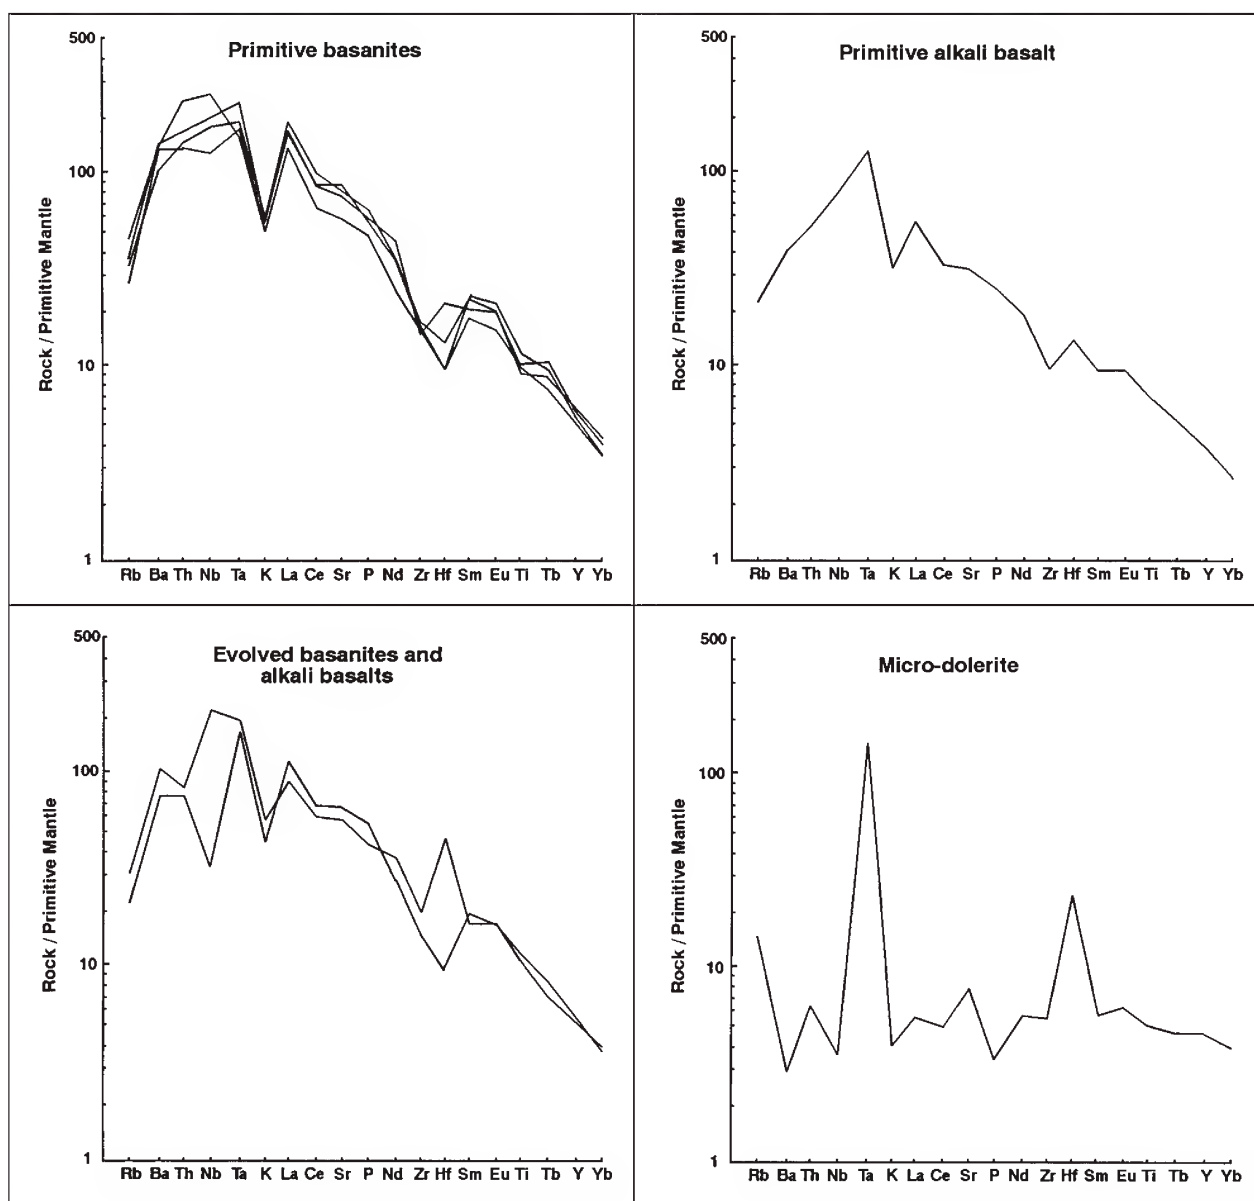 Primitive basanites
500
100
10
1
Rock / Primitive Mantle
Rb Ba Th Nb Ta K La Ce Sr P Nd Zr Hf Sm Eu Ti Tb Y Yb
Primitive alkali basalt
500
100
10
1
Rock / Primitive Mantle
Rb Ba Th Nb Ta K La Ce Sr P Nd Zr Hf Sm Eu Ti Tb Y Yb
Evolved basanites and
alkali basalts
500
100
10
1
Rock / Primitive Mantle
Rb Ba Th Nb Ta K La Ce Sr P Nd Zr Hf Sm Eu Ti Tb Y Yb
Micro-dolerite
500
100
10
1
Rock / Primitive Mantle
Rb Ba Th Nb Ta K La Ce Sr P Nd Zr Hf Sm Eu Ti Tb Y Yb